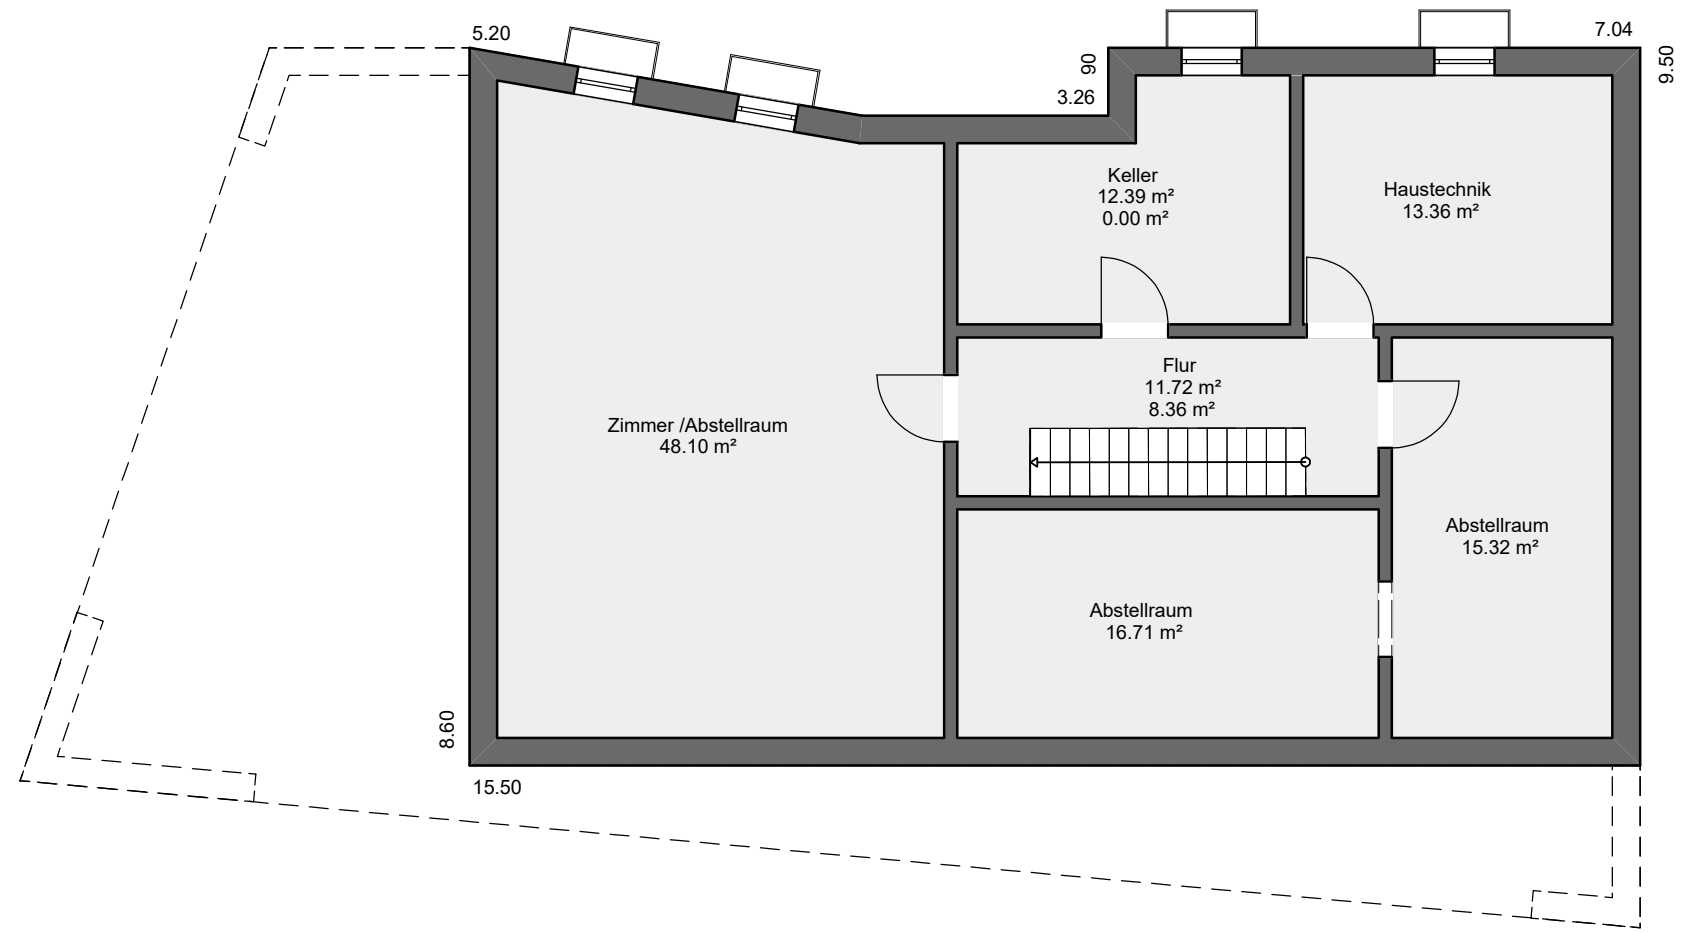 5.20
7.04
9.50
90
3.26
Keller
12.39 m²
0.00 m²
Haustechnik
13.36 m²
Flur
11.72 m²
8.36 m²
Zimmer /Abstellraum
48.10 m²
Abstellraum
15.32 m²
Abstellraum
16.71 m²
8.60
15.50